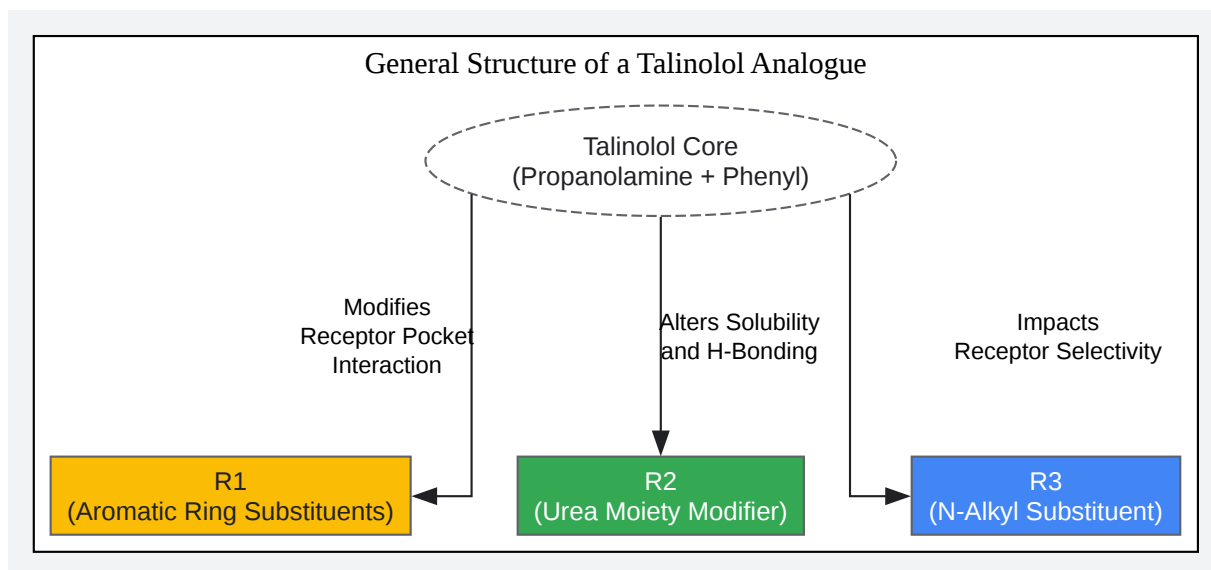 General Structure of a Talinolol Analogue
Talinolol Core
(Propanolamine + Phenyl)
Modifies
Receptor Pocket
Interaction
Alters Solubility
and H-Bonding
Impacts
Receptor Selectivity
R1
(Aromatic Ring Substituents)
R2
(Urea Moiety Modifier)
R3
(N-Alkyl Substituent)